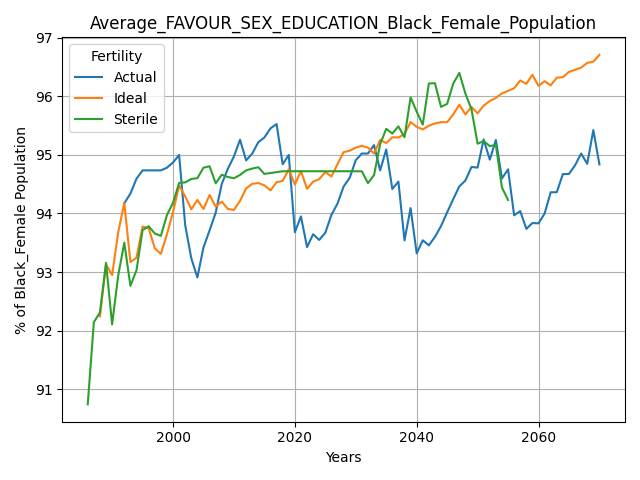 Average_FAVOUR_SEX_EDUCATION_Black_Female_Population
Fertility
Actual
Ideal
Sterile
% of Black_Female Population
97
96
95
94
93
92
91
2000
2020
2040
2060
Years